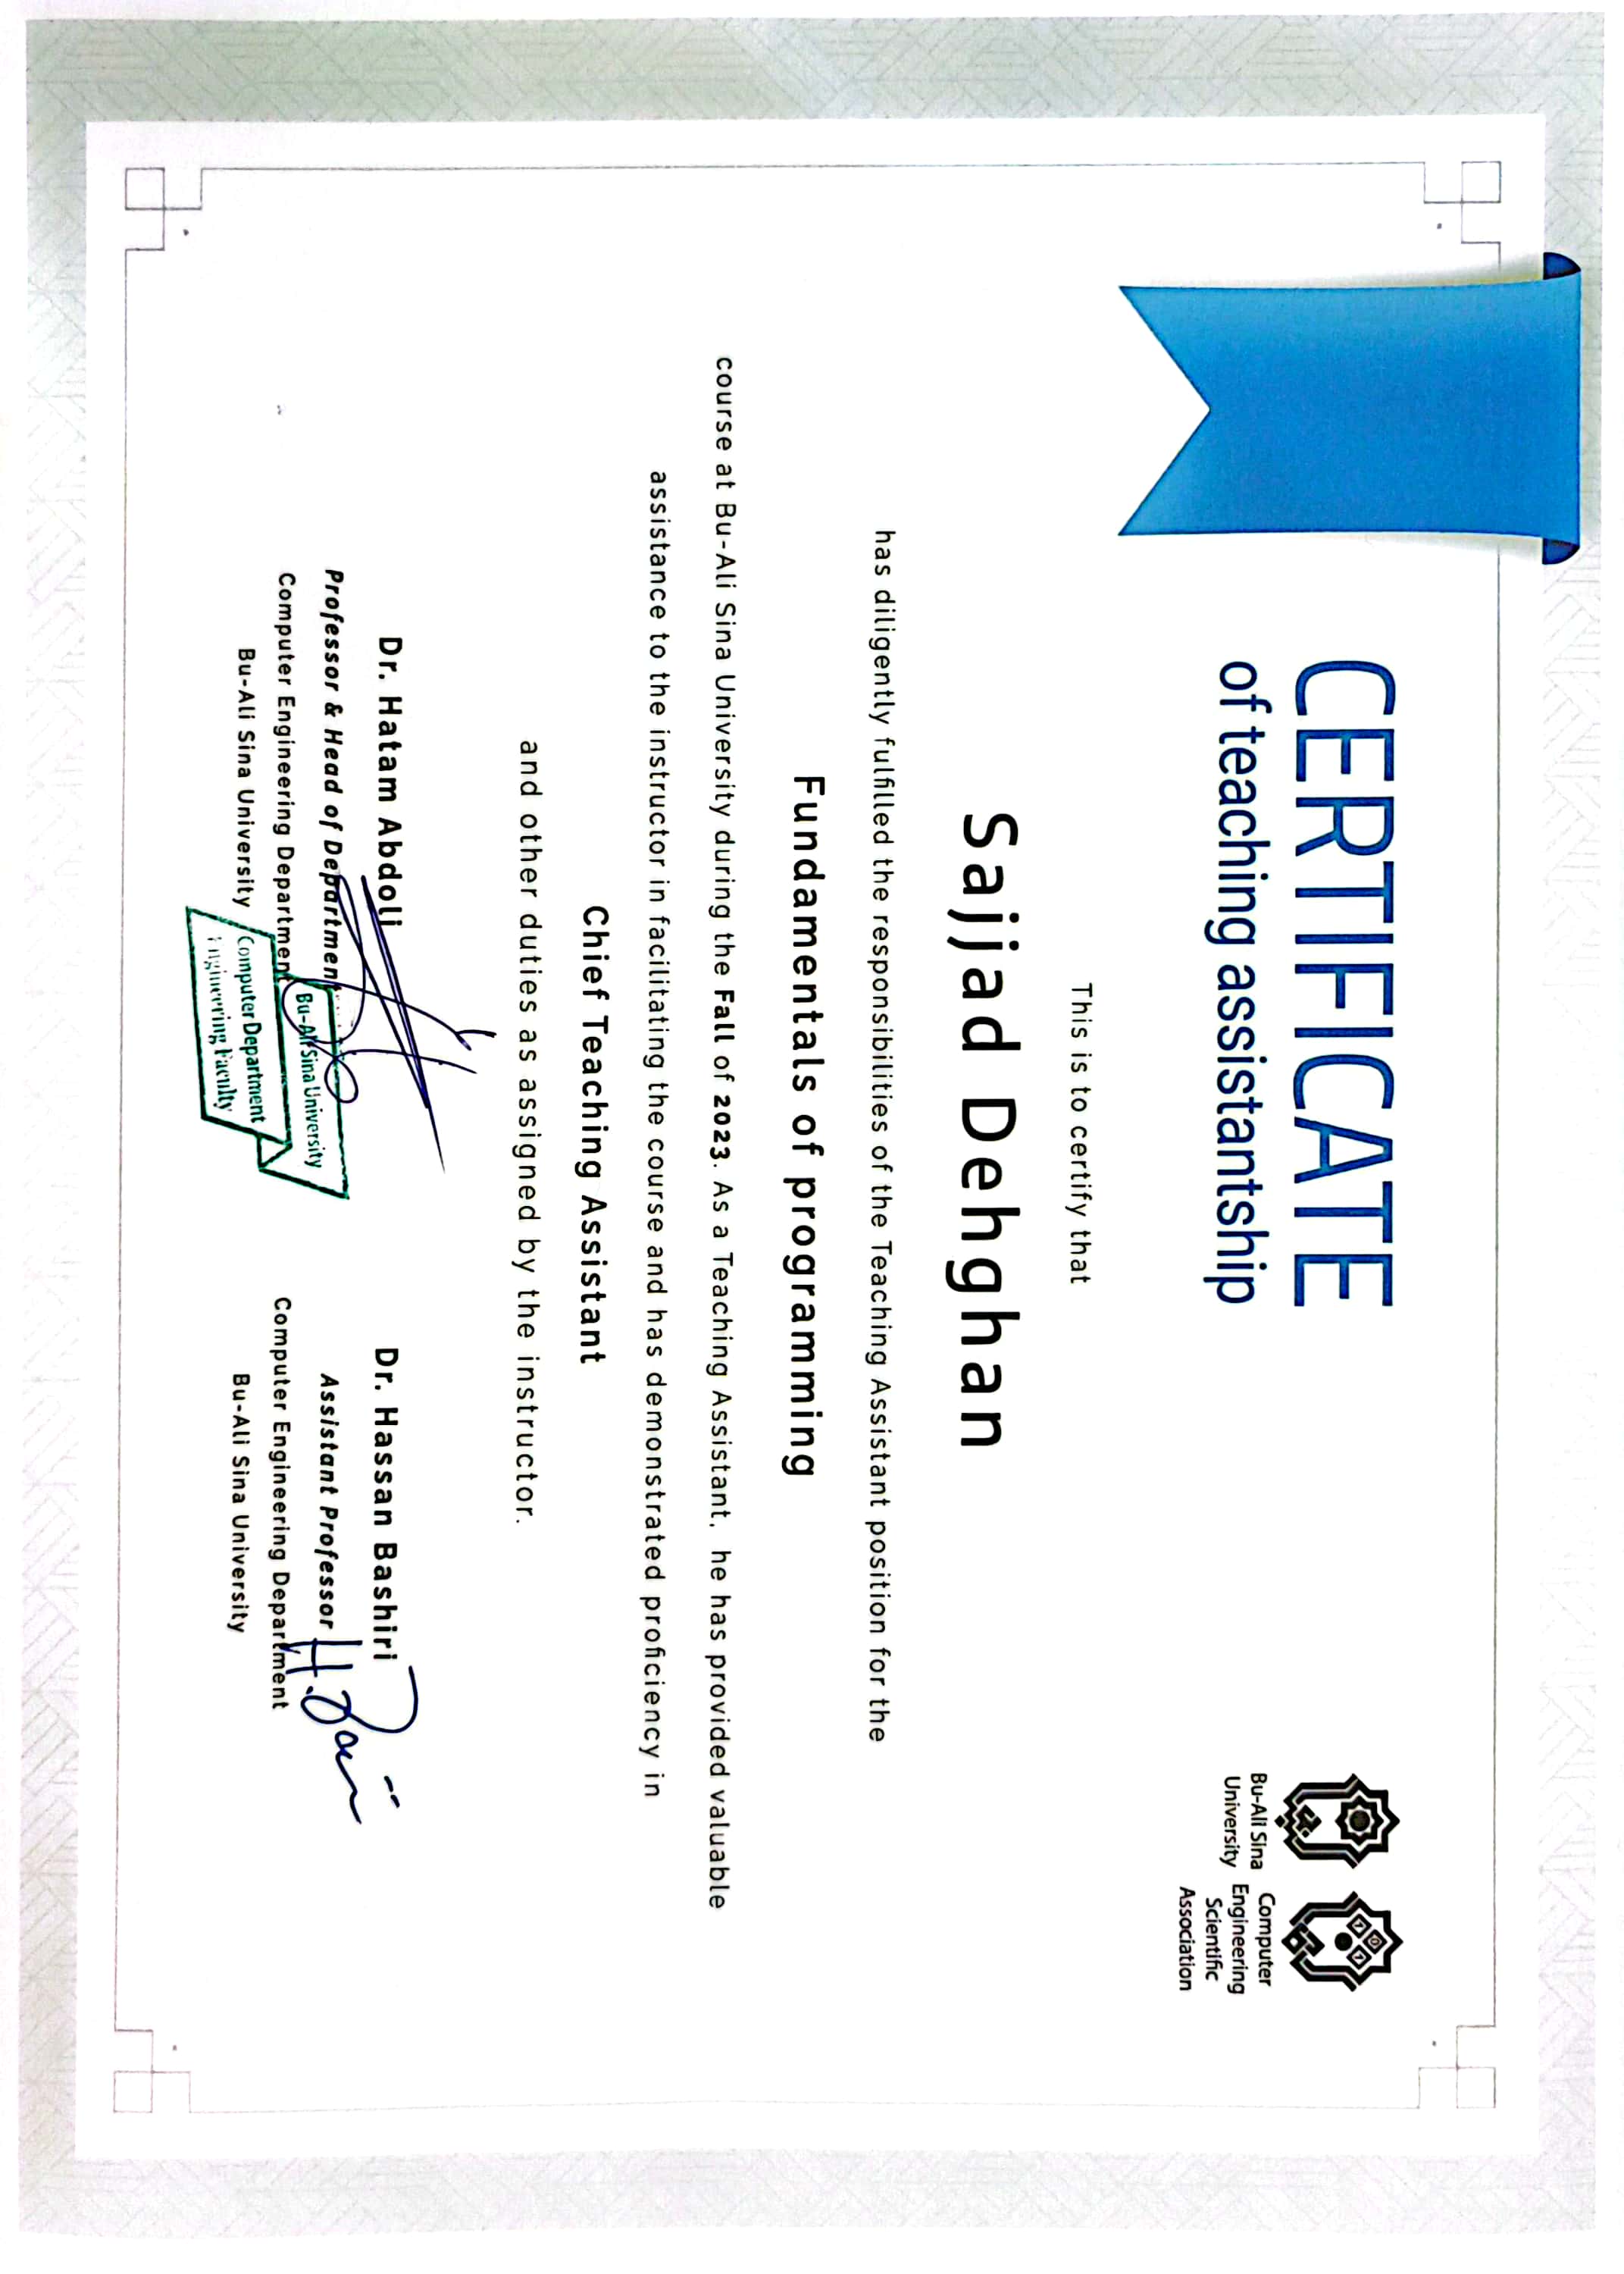 CERTIFICATE
of teaching assistantship
Bu-Ali Sina
University
Computer
Engineering
Scientific
Association
This is to certify that
Sajjad Dehghan
has diligently fulfilled the responsibilities of the Teaching Assistant position for the
Fundamentals of programming
course at Bu-Ali Sina University during the Fall of 2023. As a Teaching Assistant, he has provided valuable
assistance to the instructor in facilitating the course and has demonstrated proficiency in
Chief Teaching Assistant
and other duties as assigned by the instructor.
Dr. Hatam Abdoli
Professor & Head of Department
Computer Engineering Department
Bu-Ali Sina University
Bu-Ali Sina University
Computer Department
Engineering Faculty
Dr. Hassan Bashiri
Assistant Professor
Computer Engineering Department
Bu-Ali Sina University